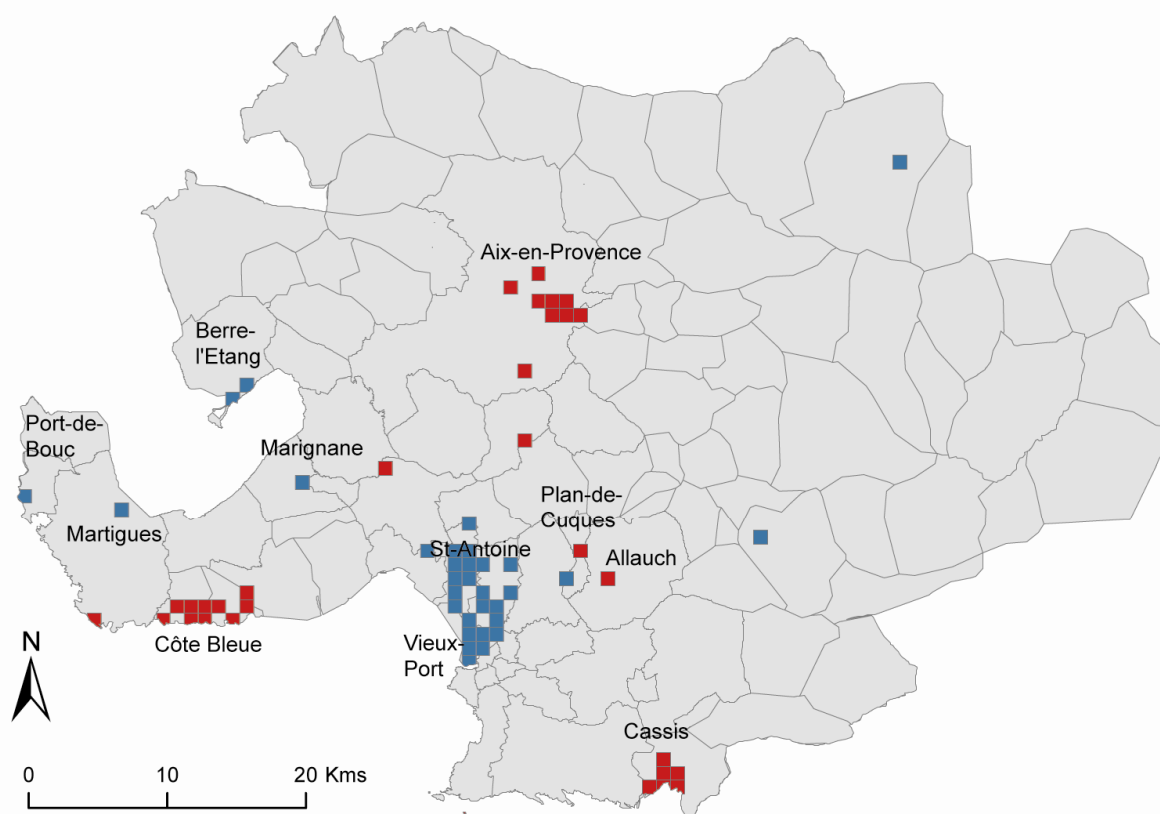 Aix-en-Provence
Berre-
l'Etang
Port-de-
Bouc
Marignane
Martigues
Plan-de-
Cuques
St-Antoine
Allauch
Côte Bleue
Vieux-
Port
N
Cassis
0 10 20 Kms